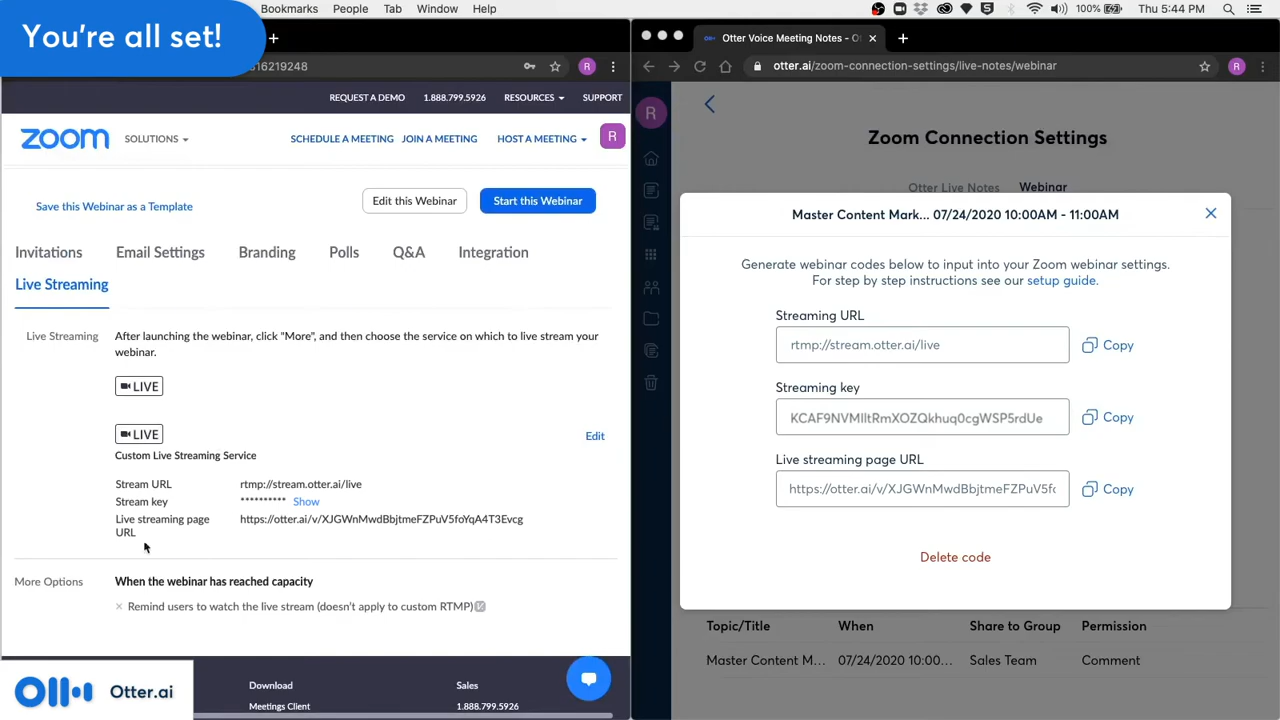 Bookmarks People Tab Window Help
100% Thu 5:44 PM
You're all set!
16219248
R
REQUEST A DEMO 1.888.799.5926 RESOURCES SUPPORT
zoom SOLUTIONS SCHEDULE A MEETING JOIN A MEETING HOST A MEETING R
Save this Webinar as a Template Edit this Webinar Start this Webinar
Invitations Email Settings Branding Polls Q&A Integration
Live Streaming
Live Streaming After launching the webinar, click "More", and then choose the service on which to live stream your
webinar.
LIVE
LIVE
Edit
Custom Live Streaming Service
Stream URL rtmp://stream.otter.ai/live
Stream key ********** Show
Live streaming page https://otter.ai/v/XJGWnMwdBbjtmeFZPuV5foYqA4T3Evcg
URL
More Options When the webinar has reached capacity
× Remind users to watch the live stream (doesn't apply to custom RTMP)
Download Sales
Meetings Client 1.888.799.5926
Otter.ai
Otter Voice Meeting Notes - O
otter.ai/zoom-connection-settings/live-notes/webinar
R
R
Zoom Connection Settings
Otter Live Notes Webinar
Master Content Mark... 07/24/2020 10:00AM - 11:00AM
Generate webinar codes below to input into your Zoom webinar settings.
For step by step instructions see our setup guide.
Streaming URL
rtmp://stream.otter.ai/live Copy
Streaming key
KCAF9NVMIltRmXOZQkhuq0cgWSP5rdUe Copy
Live streaming page URL
https://otter.ai/v/XJGWnMwdBbjtmeFZPuV5fo Copy
Delete code
Topic/Title When Share to Group Permission
Master Content M... 07/24/2020 10:00... Sales Team Comment